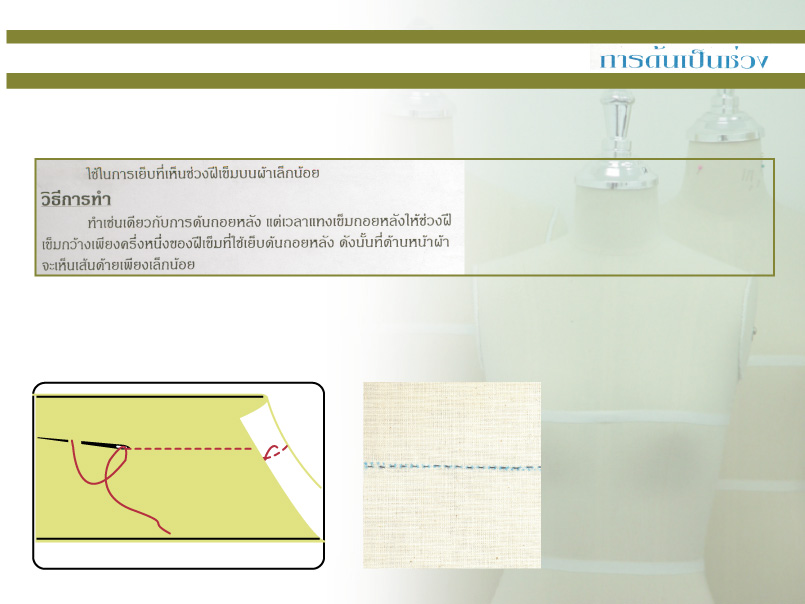 การด้นเป็นช่วง
ใช้ในการเย็บที่เห็นช่วงฝีเข็มบนผ้าเล็กน้อย
วิธีการทำ
ทำเช่นเดียวกับการด้นถอยหลัง แต่เวลาแทงเข็มถอยหลังให้ช่วงฝี
เข็มกว้างเพียงครึ่งหนึ่งของฝีเข็มที่ใช้เย็บด้นถอยหลัง ดังนั้นที่ด้านหน้าผ้า
จะเห็นเส้นด้ายเพียงเล็กน้อย